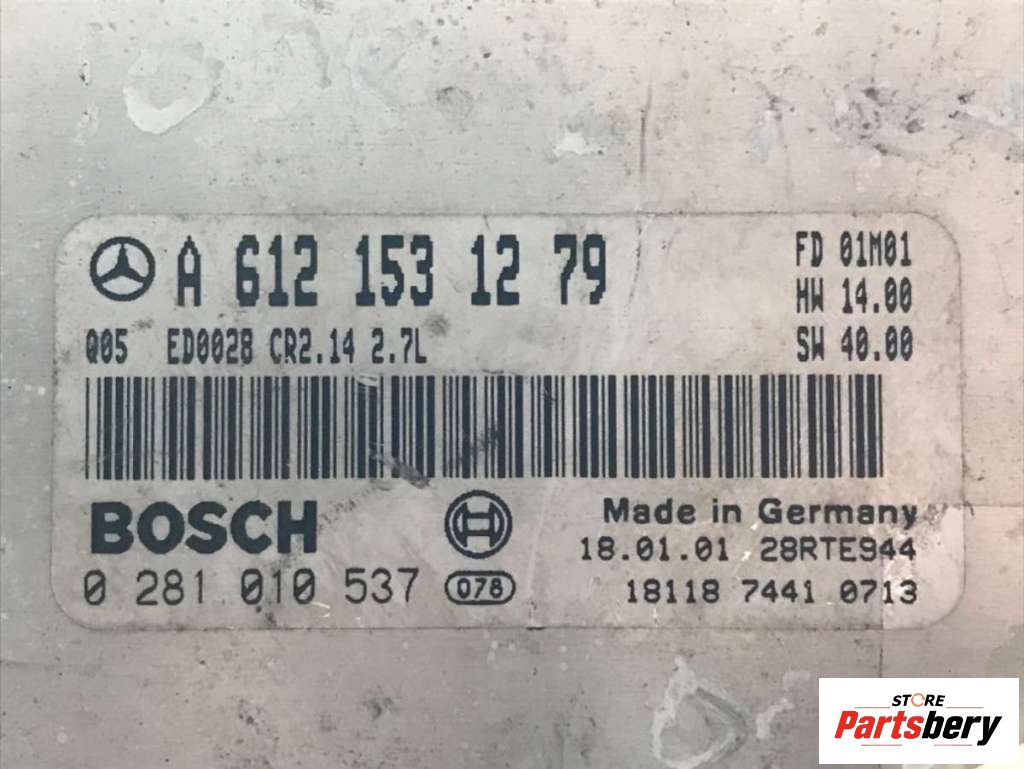 A 612 153 12 79
FD 01M01
HW 14.00
Q05 ED0028 CR2.14 2.7L
SW 40.00
BOSCH
Made in Germany
18.01.01 28RTE944
0 281 010 537 078
18118 7441 0713
STORE
Partsbery